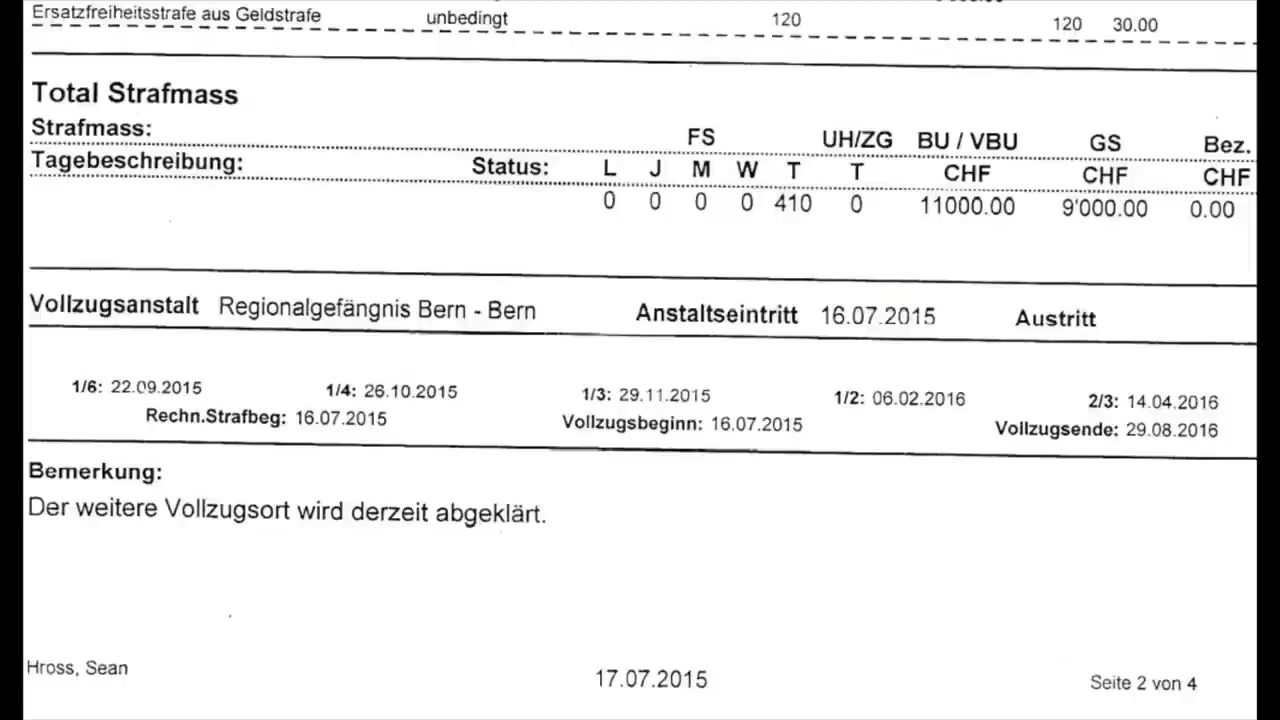 Ersatzfreiheitsstrafe aus Geldstrafe unbedingt 120 120 30.00
Total Strafmass
Strafmass: FS UH/ZG BU / VBU GS Bez.
Tagebeschreibung: Status: L J M W T T CHF CHF CHF
0 0 0 0 410 0 11000.00 9'000.00 0.00
Vollzugsanstalt Regionalgefängnis Bern - Bern Anstaltseintritt 16.07.2015 Austritt
1/6: 22.09.2015 1/4: 26.10.2015 1/3: 29.11.2015 1/2: 06.02.2016 2/3: 14.04.2016
Rechn.Strafbeg: 16.07.2015 Vollzugsbeginn: 16.07.2015 Vollzugsende: 29.08.2016
Bemerkung:
Der weitere Vollzugsort wird derzeit abgeklärt.
Hross, Sean 17.07.2015 Seite 2 von 4